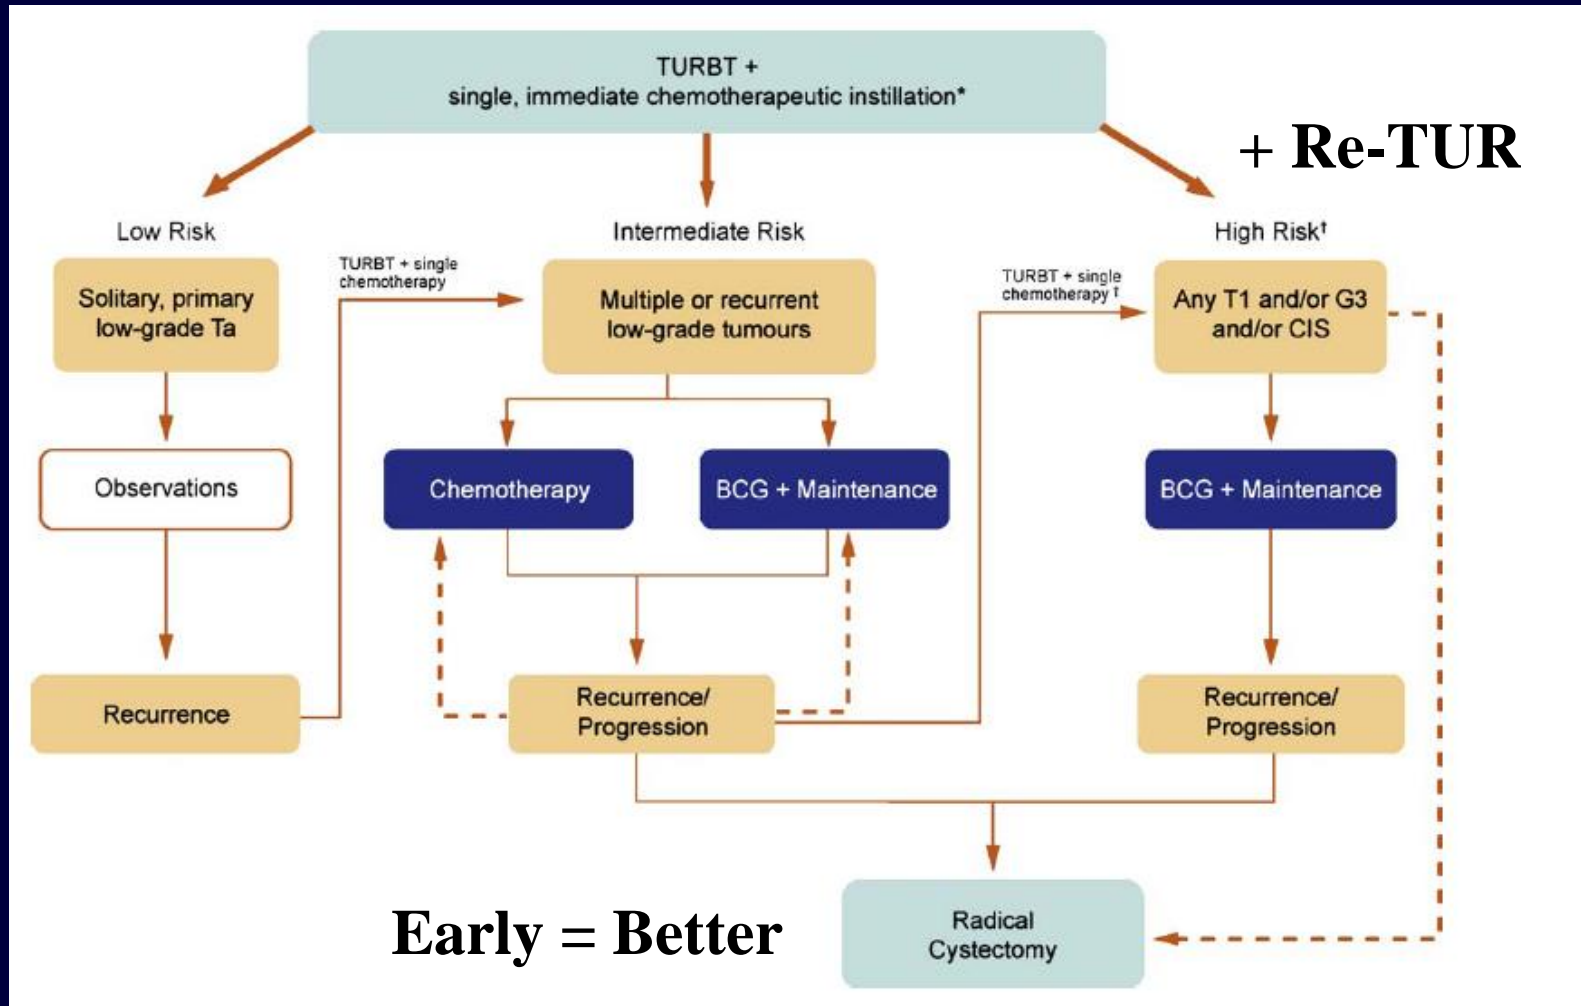 TURBT +
single, immediate chemotherapeutic instillation*
+ Re-TUR
Low Risk
Intermediate Risk
High Risk†
TURBT + single
chemotherapy
TURBT + single
chemotherapy ‡
Solitary, primary
low-grade Ta
Multiple or recurrent
low-grade tumours
Any T1 and/or G3
and/or CIS
Observations
Chemotherapy
BCG + Maintenance
BCG + Maintenance
Recurrence
Recurrence/
Progression
Recurrence/
Progression
Early = Better
Radical
Cystectomy